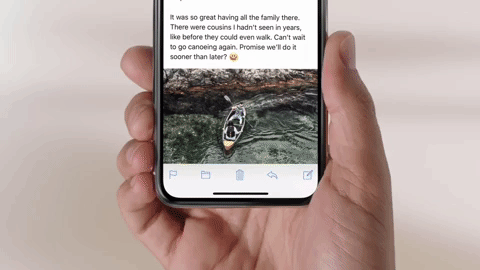 It was so great having all the family there.
There were cousins I hadn't seen in years,
like before they could even walk. Can't wait
to go canoeing again. Promise we'll do it
sooner than later?